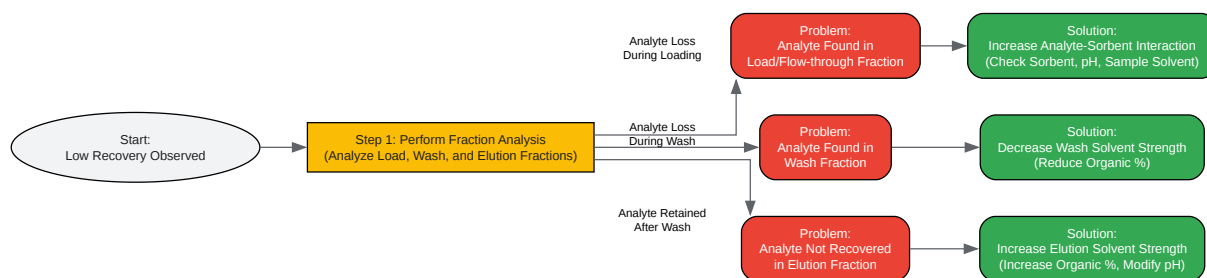 Start:
Low Recovery Observed
Step 1: Perform Fraction Analysis
(Analyze Load, Wash, and Elution Fractions)
Analyte Loss
During Loading
Problem:
Analyte Found in
Load/Flow-through Fraction
Solution:
Increase Analyte-Sorbent Interaction
(Check Sorbent, pH, Sample Solvent)
Analyte Loss
During Wash
Problem:
Analyte Found in
Wash Fraction
Solution:
Decrease Wash Solvent Strength
(Reduce Organic %)
Analyte Retained
After Wash
Problem:
Analyte Not Recovered
in Elution Fraction
Solution:
Increase Elution Solvent Strength
(Increase Organic %, Modify pH)